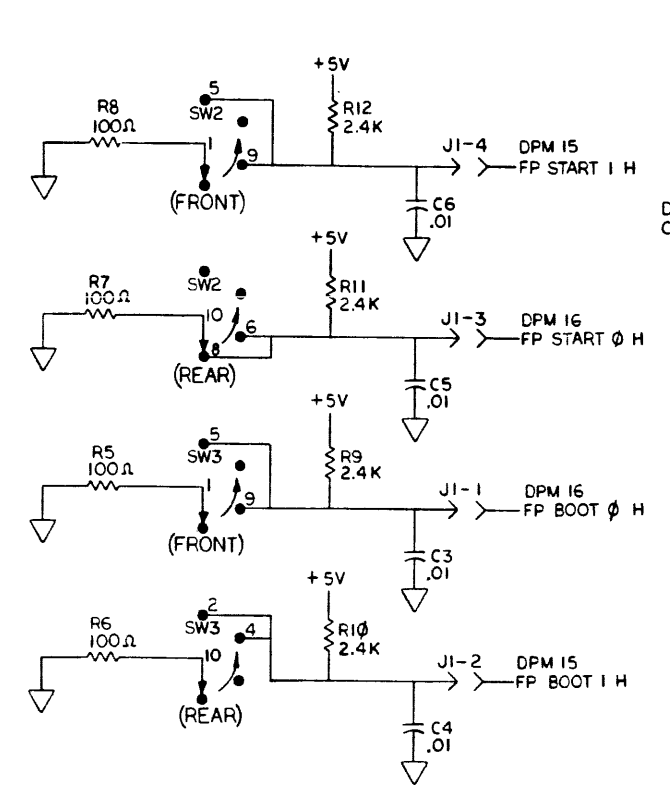 +5V
5
R8
100Ω
SW2
R12
2.4K
1
9
J1-4
DPM 15
FP START 1 H
(FRONT)
C6
.01
D
C
+5V
R7
100Ω
SW2
R11
2.4K
10
6
J1-3
DPM 16
FP START Ø H
8
(REAR)
C5
.01
+5V
5
R5
100Ω
SW3
R9
2.4K
1
9
J1-1
DPM 16
FP BOOT Ø H
(FRONT)
C3
.01
+5V
2
R6
100Ω
SW3
4
R1Ø
2.4K
10
J1-2
DPM 15
FP BOOT 1 H
(REAR)
C4
.01